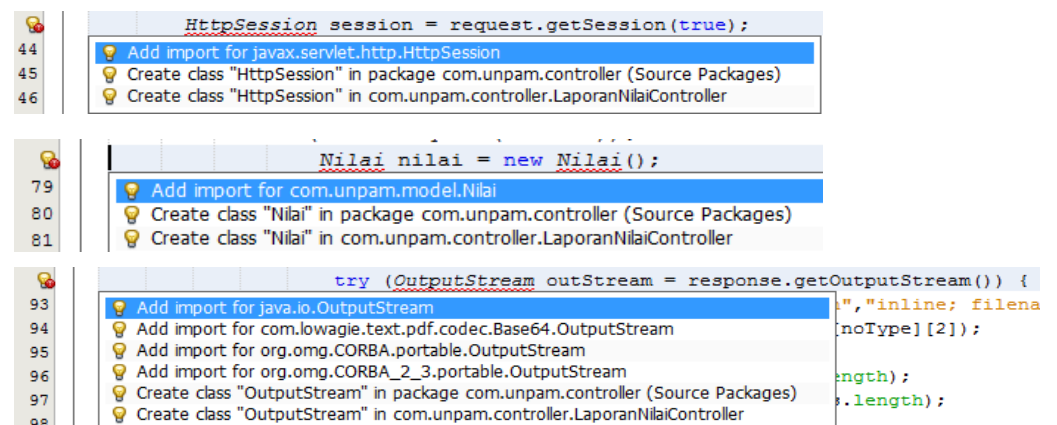 HttpSession session = request.getSession(true);
44 Add import for javax.servlet.http.HttpSession
45 Create class "HttpSession" in package com.unpam.controller (Source Packages)
46 Create class "HttpSession" in com.unpam.controller.LaporanNilaiController
Nilai nilai = new Nilai();
79 Add import for com.unpam.model.Nilai
80 Create class "Nilai" in package com.unpam.controller (Source Packages)
81 Create class "Nilai" in com.unpam.controller.LaporanNilaiController
try (OutputStream outStream = response.getOutputStream()) {
93 Add import for java.io.OutputStream ","inline; filena
94 Add import for com.lowagie.text.pdf.codec.Base64.OutputStream [noType][2]);
95 Add import for org.omg.CORBA.portable.OutputStream
96 Add import for org.omg.CORBA_2_3.portable.OutputStream ength);
97 Create class "OutputStream" in package com.unpam.controller (Source Packages) .length);
98 Create class "OutputStream" in com.unpam.controller.LaporanNilaiController